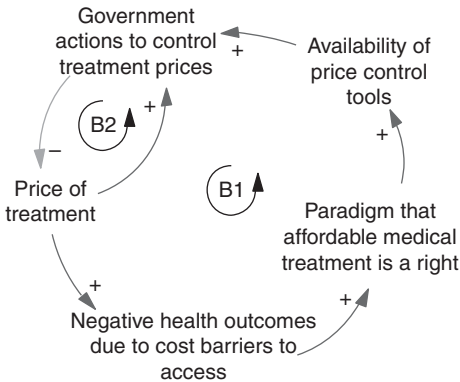 Government
actions to control
treatment prices
+
Availability of
price control
tools
B2
+
+
–
B1
Price of
treatment
Paradigm that
affordable medical
treatment is a right
+
+
Negative health outcomes
due to cost barriers to
access